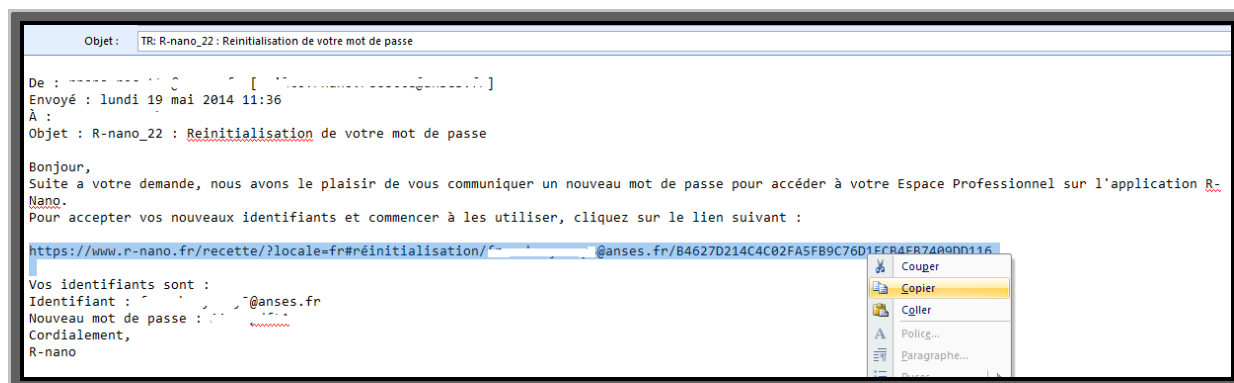 Objet : TR: R-nano_22 : Reinitialisation de votre mot de passe
De : [ ]
Envoyé : lundi 19 mai 2014 11:36
À :
Objet : R-nano_22 : Reinitialisation de votre mot de passe
Bonjour,
Suite a votre demande, nous avons le plaisir de vous communiquer un nouveau mot de passe pour accéder à votre Espace Professionnel sur l'application R-
Nano.
Pour accepter vos nouveaux identifiants et commencer à les utiliser, cliquez sur le lien suivant :
https://www.r-nano.fr/recette/?locale=fr#réinitialisation/ @anses.fr/B4627D214C4C02FA5FB9C76D1FCB4FB7409DD116
Vos identifiants sont :
Identifiant : @anses.fr
Nouveau mot de passe :
Cordialement,
R-nano
Couper
Copier
Coller
Police...
Paragraphe...